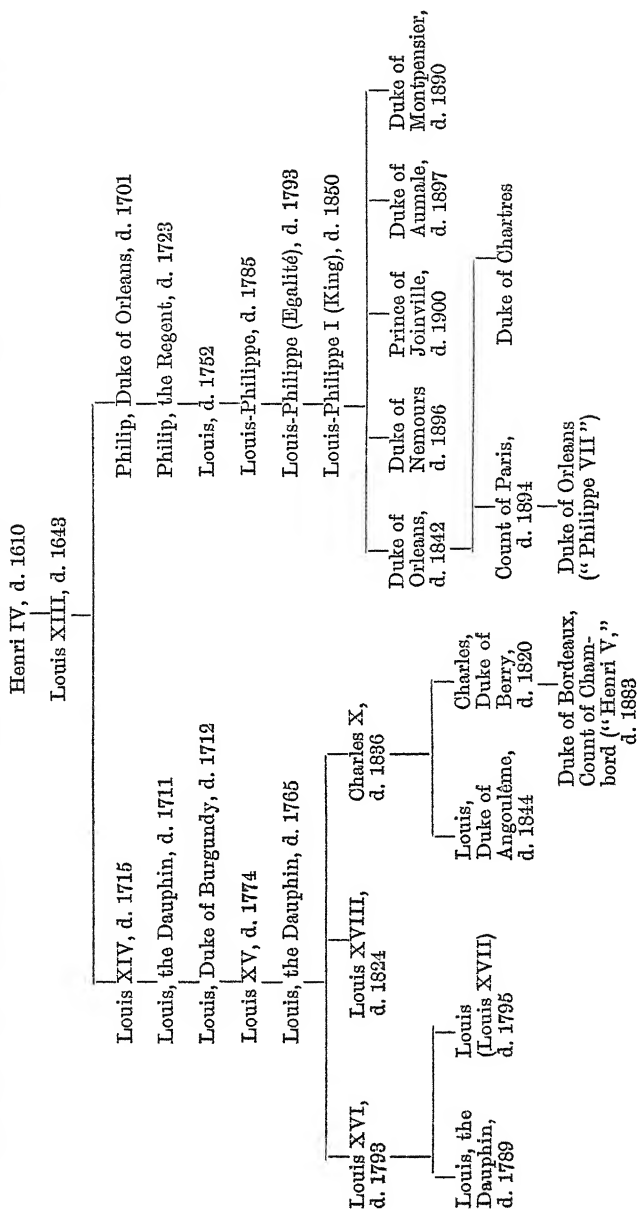 Henri IV, d. 1610
Louis XIII, d. 1643
Louis XIV, d. 1715
Louis, the Dauphin, d. 1711
Louis, Duke of Burgundy, d. 1712
Louis XV, d. 1774
Louis, the Dauphin, d. 1765
Louis XVI,
d. 1793
Louis XVIII,
d. 1824
Charles X,
d. 1836
Louis, the
Dauphin,
d. 1789
Louis
(Louis XVII)
d. 1795
Louis,
Duke of
Angoulême,
d. 1844
Charles,
Duke of
Berry,
d. 1820
Duke of Bordeaux,
Count of Cham-
bord (“Henri V,”
d. 1883
Philip, Duke of Orleans, d. 1701
Philip, the Regent, d. 1723
Louis, d. 1752
Louis-Philippe, d. 1785
Louis-Philippe (Egalité), d. 1793
Louis-Philippe I (King), d. 1850
Duke of
Orleans,
d. 1842
Duke of
Nemours
d. 1896
Prince of
Joinville,
d. 1900
Duke of
Aumale,
d. 1897
Duke of
Montpensier,
d. 1890
Count of Paris,
d. 1894
Duke of Chartres
Duke of Orleans
(“Philippe VII”)